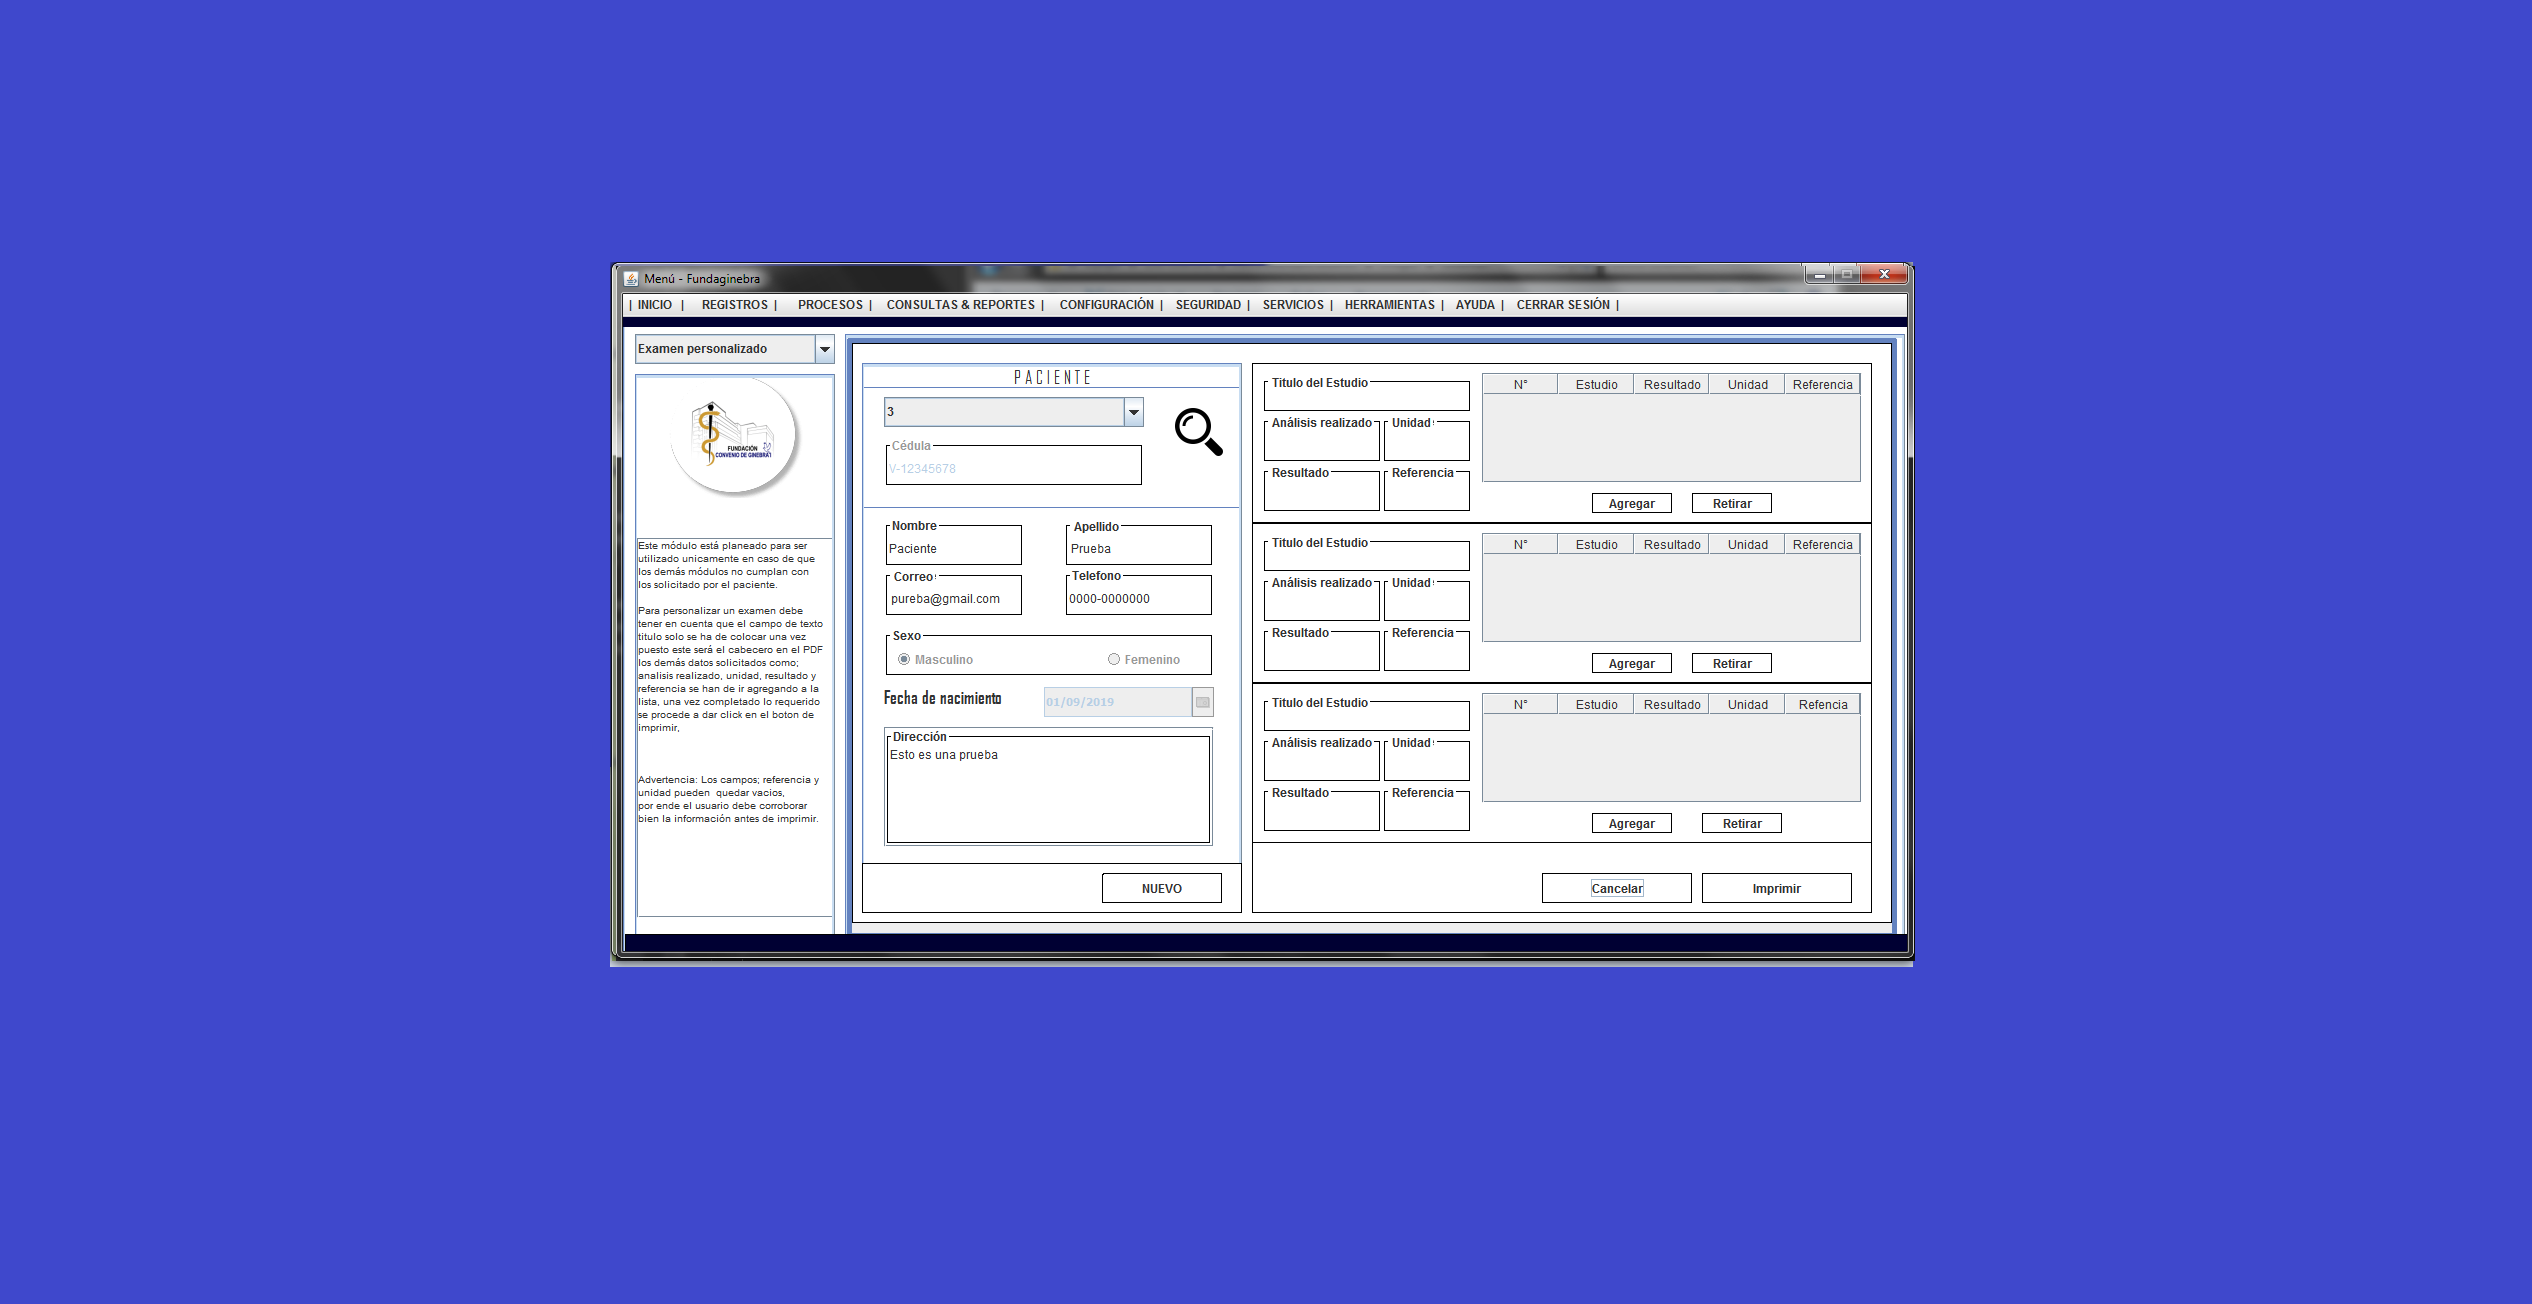 Menú - Fundaginebra
| INICIO | REGISTROS | PROCESOS | CONSULTAS & REPORTES | CONFIGURACIÓN | SEGURIDAD | SERVICIOS | HERRAMIENTAS | AYUDA | CERRAR SESIÓN |
Examen personalizado
FUNDACIÓN
CONVENIO DE GINEBRA
Este módulo está planeado para ser
utilizado unicamente en caso de que
los demás módulos no cumplan con
los solicitado por el paciente.
Para personalizar un examen debe
tener en cuenta que el campo de texto
titulo solo se ha de colocar una vez
puesto este será el cabecero en el PDF
los demás datos solicitados como;
analisis realizado, unidad, resultado y
referencia se han de ir agregando a la
lista, una vez completado lo requerido
se procede a dar click en el boton de
imprimir,
Advertencia: Los campos; referencia y
unidad pueden quedar vacios,
por ende el usuario debe corroborar
bien la información antes de imprimir.
PACIENTE
3
Cédula
V-12345678
Nombre Apellido
Paciente Prueba
Correo Telefono
pureba@gmail.com 0000-0000000
Sexo
Masculino Femenino
Fecha de nacimiento 01/09/2019
Dirección
Esto es una prueba
NUEVO
Titulo del Estudio
Análisis realizado Unidad
Resultado Referencia
N° Estudio Resultado Unidad Referencia
Agregar Retirar
Titulo del Estudio
Análisis realizado Unidad
Resultado Referencia
N° Estudio Resultado Unidad Referencia
Agregar Retirar
Titulo del Estudio
Análisis realizado Unidad
Resultado Referencia
N° Estudio Resultado Unidad Refencia
Agregar Retirar
Cancelar Imprimir